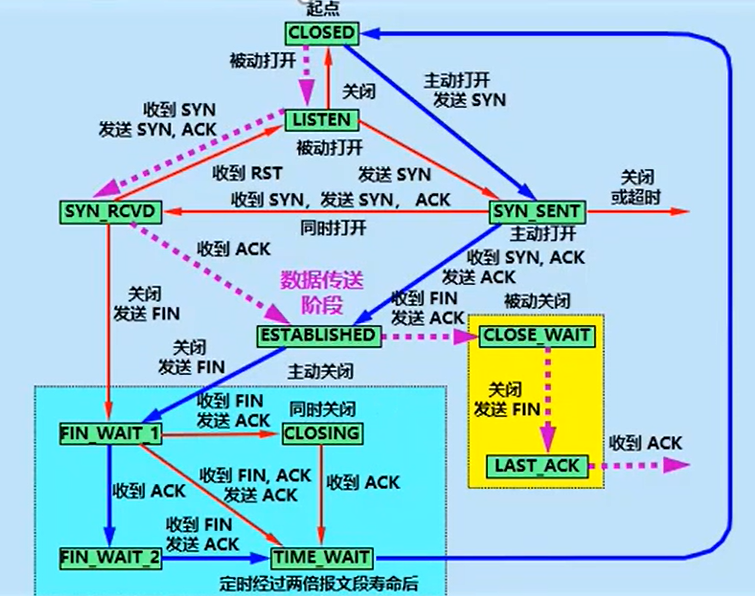 起点
CLOSED
被动打开
关闭
主动打开
发送 SYN
收到 SYN
发送 SYN, ACK
LISTEN
被动打开
收到 RST
发送 SYN
关闭
或超时
SYN_RCVD
收到 SYN，发送 SYN， ACK
同时打开
SYN_SENT
主动打开
收到 ACK
收到 SYN, ACK
发送 ACK
数据传送
阶段
关闭
发送 FIN
收到 FIN
发送 ACK
被动关闭
ESTABLISHED
CLOSE_WAIT
关闭
发送 FIN
主动关闭
关闭
发送 FIN
收到 FIN
发送 ACK
同时关闭
FIN_WAIT_1
CLOSING
收到 ACK
LAST_ACK
收到 ACK
收到 FIN, ACK
发送 ACK
收到 ACK
收到 FIN
发送 ACK
FIN_WAIT_2
TIME_WAIT
定时经过两倍报文段寿命后